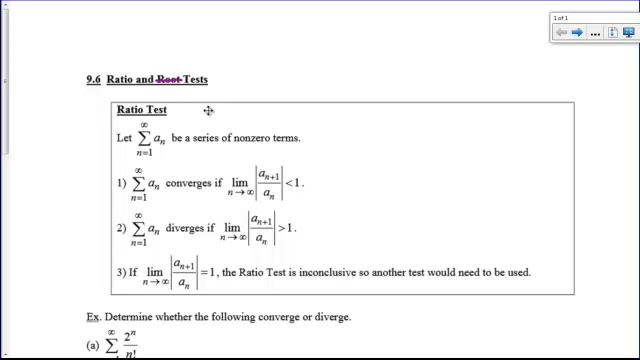 1 of 1
9.6 Ratio and Root Tests
Ratio Test
Let ∑_{n=1}^{∞} a_n be a series of nonzero terms.
1) ∑_{n=1}^{∞} a_n converges if lim_{n→∞} |a_{n+1}/a_n| < 1.
2) ∑_{n=1}^{∞} a_n diverges if lim_{n→∞} |a_{n+1}/a_n| > 1.
3) If lim_{n→∞} |a_{n+1}/a_n| = 1, the Ratio Test is inconclusive so another test would need to be used.
Ex. Determine whether the following converge or diverge.
(a) ∑^{∞} 2^n/n!